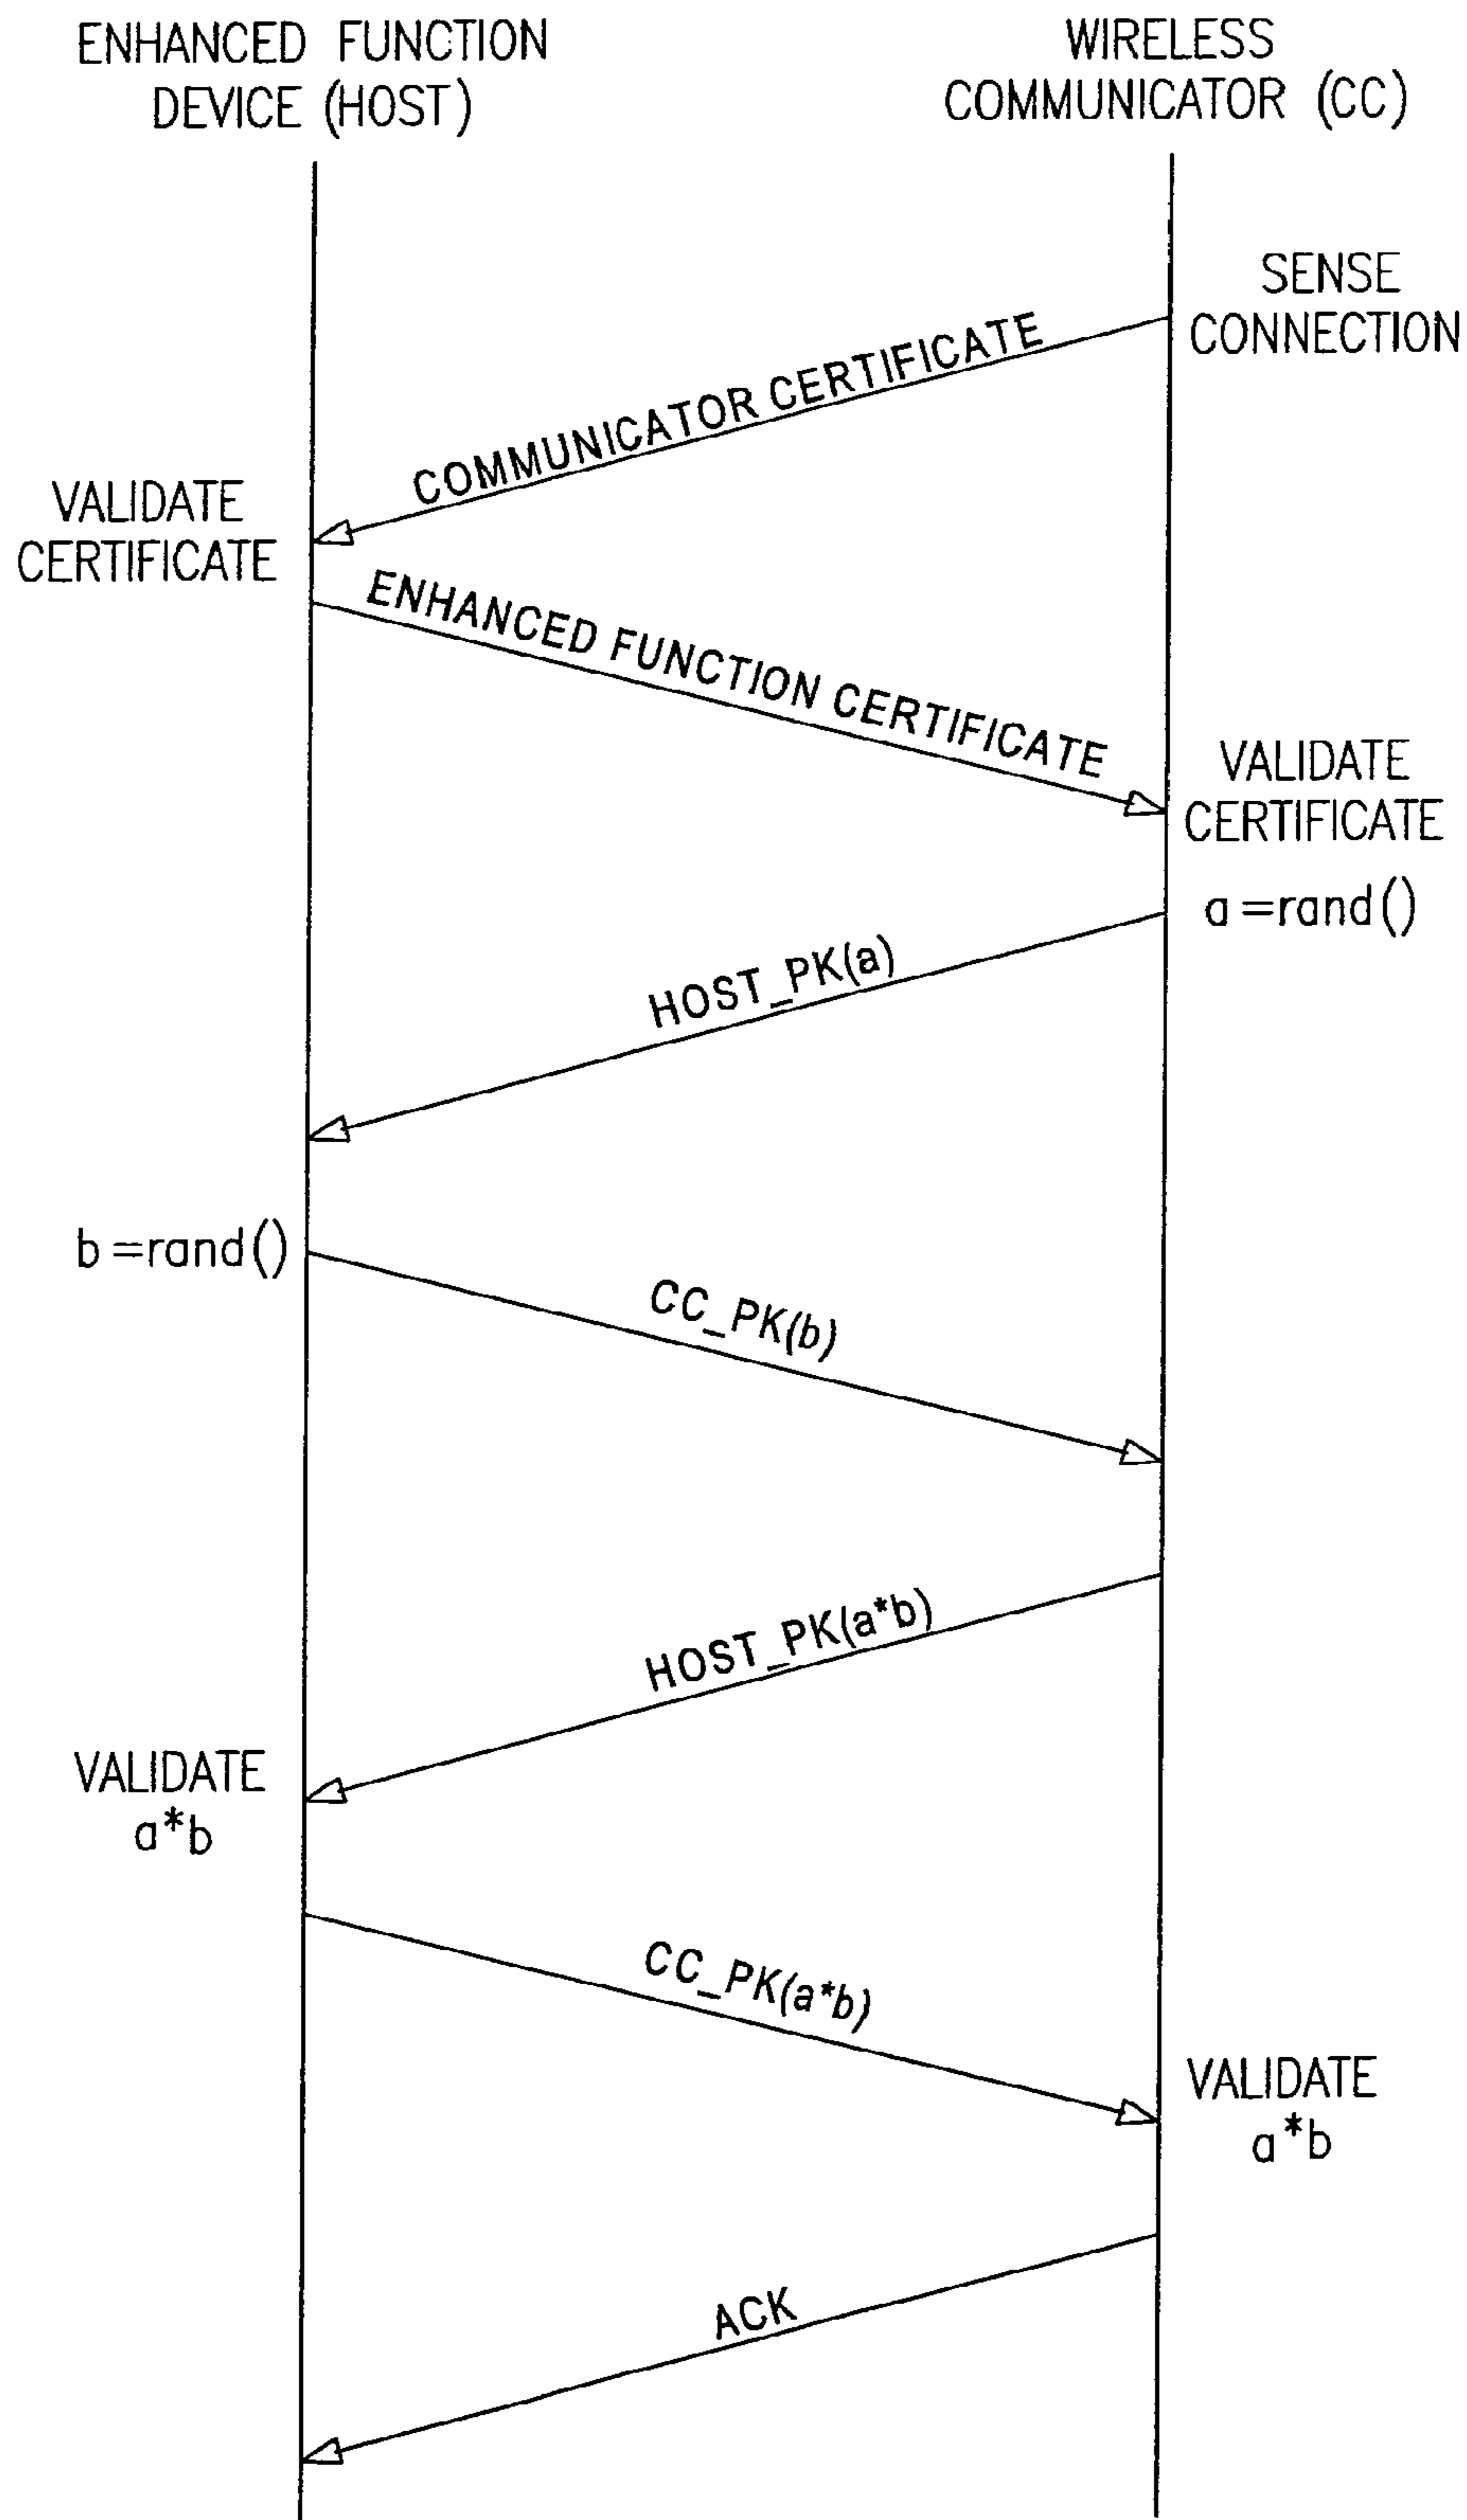 ENHANCED FUNCTION
DEVICE (HOST)
WIRELESS
COMMUNICATOR (CC)
SENSE
CONNECTION
COMMUNICATOR CERTIFICATE
VALIDATE
CERTIFICATE
ENHANCED FUNCTION CERTIFICATE
VALIDATE
CERTIFICATE
a=rand()
HOST_PK(a)
b=rand()
CC_PK(b)
HOST_PK(a*b)
VALIDATE
a*b
CC_PK(a*b)
VALIDATE
a*b
ACK